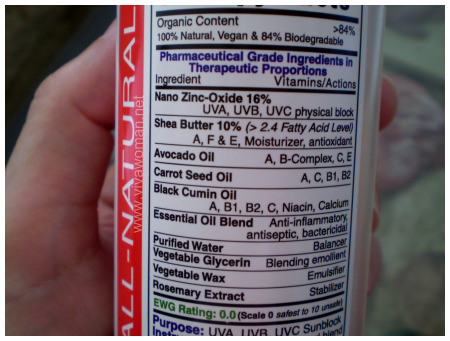 Organic Content >84%
100% Natural, Vegan & 84% Biodegradable
Pharmaceutical Grade Ingredients in
Therapeutic Proportions
Ingredient Vitamins/Actions
Nano Zinc-Oxide 16%
UVA, UVB, UVC physical block
Shea Butter 10% (> 2.4 Fatty Acid Level)
A, F & E, Moisturizer, antioxidant
Avocado Oil A, B-Complex, C, E
Carrot Seed Oil A, C, B1, B2
Black Cumin Oil
A, B1, B2, C, Niacin, Calcium
Essential Oil Blend Anti-inflammatory,
antiseptic, bactericidal
Purified Water Balancer
Vegetable Glycerin Blending emollient
Vegetable Wax Emulsifier
Rosemary Extract Stabilizer
EWG Rating: 0.0 (Scale 0 safest to 10 unsafe)
Purpose: UVA, UVB, UVC Sunblock
blend
ALL-NATURAL
www.vivawoman.net